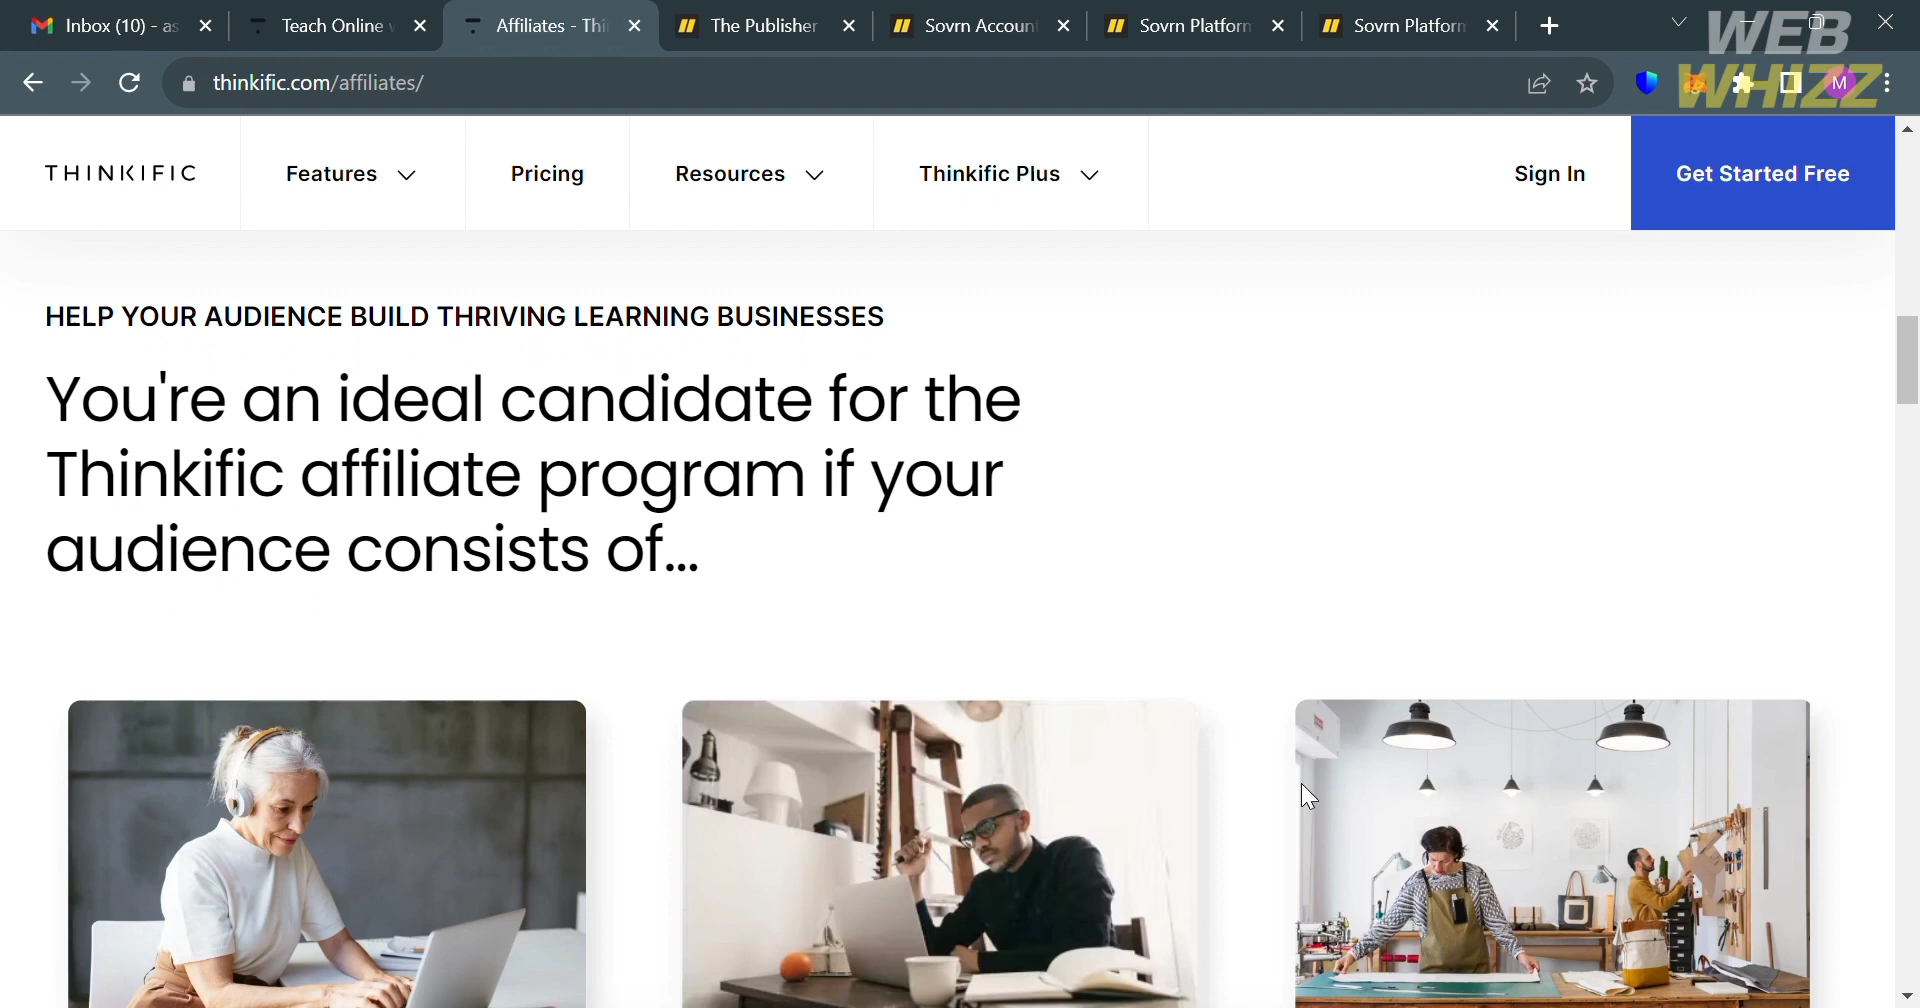 Inbox (10) - as
Teach Online
Affiliates - Thi
The Publisher
Sovrn Accoun
Sovrn Platform
Sovrn Platform
WEB
WHIZZ
thinkific.com/affiliates/
M
THINKIFIC
Features
Pricing
Resources
Thinkific Plus
Sign In
Get Started Free
HELP YOUR AUDIENCE BUILD THRIVING LEARNING BUSINESSES
You're an ideal candidate for the
Thinkific affiliate program if your
audience consists of...